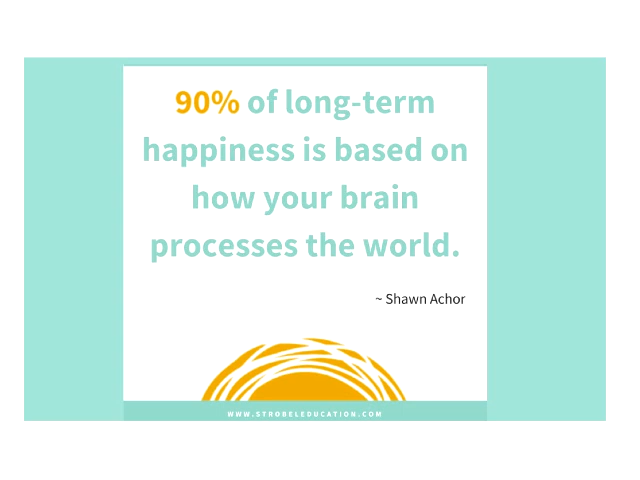 90% of long-term
happiness is based on
how your brain
processes the world.
~ Shawn Achor
WWW.STROBELEDUCATION.COM